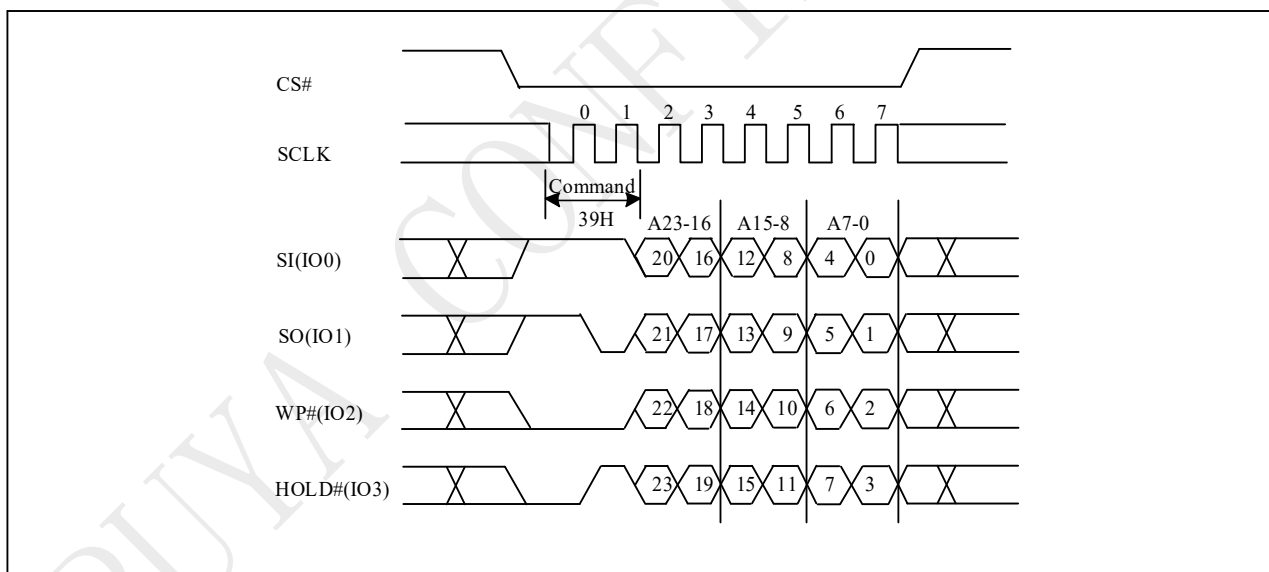 PUYA CONF
CS#
0 1 2 3 4 5 6 7
SCLK
Command
39H A23-16 A15-8 A7-0
SI(IO0) 20 16 12 8 4 0
SO(IO1) 21 17 13 9 5 1
WP#(IO2) 22 18 14 10 6 2
HOLD#(IO3) 23 19 15 11 7 3